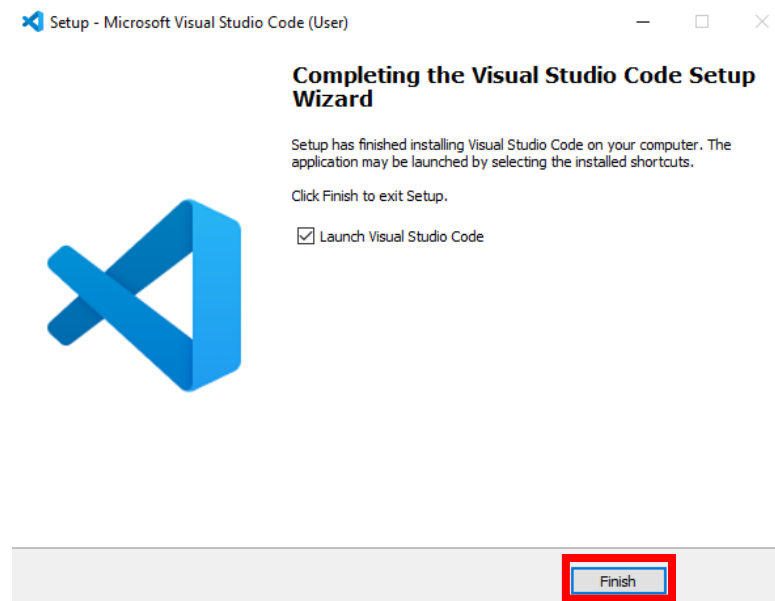 Setup - Microsoft Visual Studio Code (User)
Completing the Visual Studio Code Setup
Wizard
Setup has finished installing Visual Studio Code on your computer. The
application may be launched by selecting the installed shortcuts.
Click Finish to exit Setup.
Launch Visual Studio Code
Finish